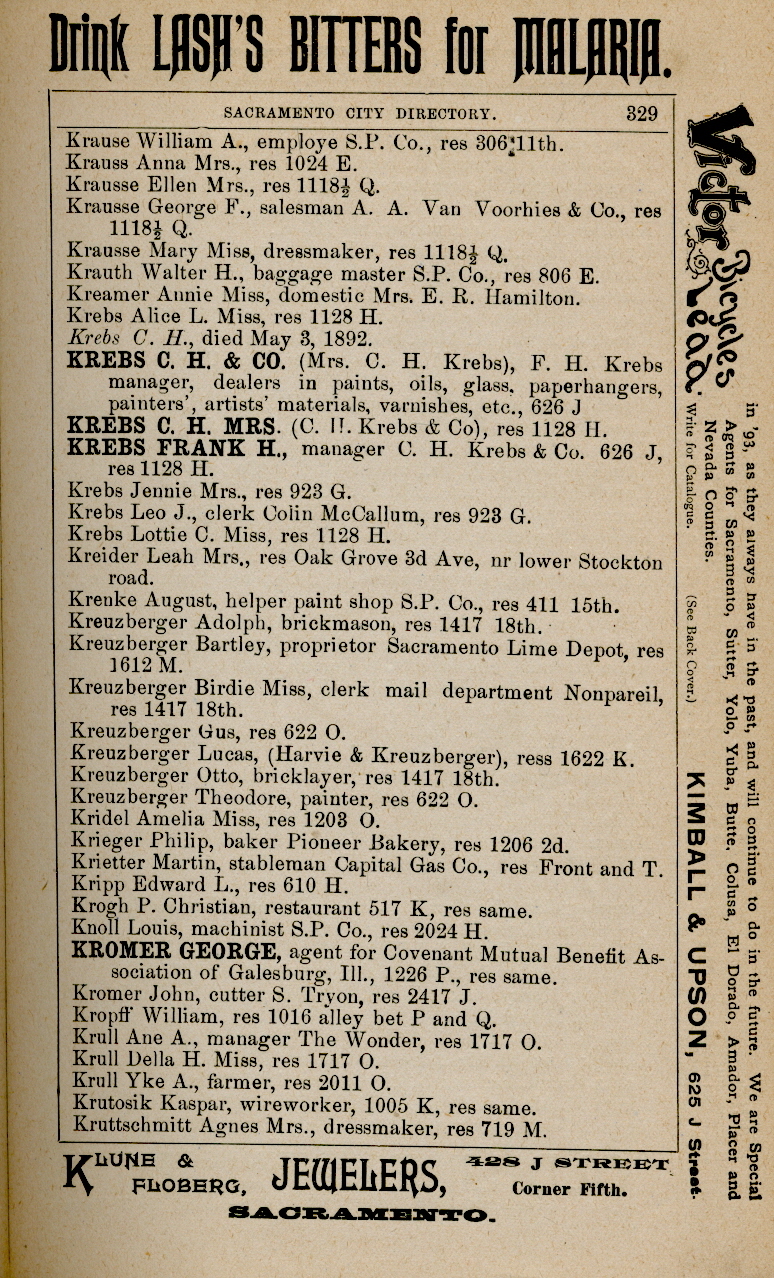 Drink LASH'S BITTERS for MALARIA.
SACRAMENTO CITY DIRECTORY. 329
Krause William A., employe S.P. Co., res 306 11th.
Krauss Anna Mrs., res 1024 E.
Krausse Ellen Mrs., res 1118½ Q.
Krausse George F., salesman A. A. Van Voorhies & Co., res
1118½ Q.
Krausse Mary Miss, dressmaker, res 1118½ Q.
Krauth Walter H., baggage master S.P. Co., res 806 E.
Kreamer Annie Miss, domestic Mrs. E. R. Hamilton.
Krebs Alice L. Miss, res 1128 H.
Krebs C. H., died May 3, 1892.
KREBS C. H. & CO. (Mrs. C. H. Krebs), F. H. Krebs
manager, dealers in paints, oils, glass, paperhangers,
painters', artists' materials, varnishes, etc., 626 J
KREBS C. H. MRS. (C. H. Krebs & Co), res 1128 H.
KREBS FRANK H., manager C. H. Krebs & Co. 626 J,
res 1128 H.
Krebs Jennie Mrs., res 923 G.
Krebs Leo J., clerk Colin McCallum, res 923 G.
Krebs Lottie C. Miss, res 1128 H.
Kreider Leah Mrs., res Oak Grove 3d Ave, nr lower Stockton
road.
Krenke August, helper paint shop S.P. Co., res 411 15th.
Kreuzberger Adolph, brickmason, res 1417 18th.
Kreuzberger Bartley, proprietor Sacramento Lime Depot, res
1612 M.
Kreuzberger Birdie Miss, clerk mail department Nonpareil,
res 1417 18th.
Kreuzberger Gus, res 622 O.
Kreuzberger Lucas, (Harvie & Kreuzberger), ress 1622 K.
Kreuzberger Otto, bricklayer, res 1417 18th.
Kreuzberger Theodore, painter, res 622 O.
Kridel Amelia Miss, res 1203 O.
Krieger Philip, baker Pioneer Bakery, res 1206 2d.
Krietter Martin, stableman Capital Gas Co., res Front and T.
Kripp Edward L., res 610 H.
Krogh P. Christian, restaurant 517 K, res same.
Knoll Louis, machinist S.P. Co., res 2024 H.
KROMER GEORGE, agent for Covenant Mutual Benefit As-
sociation of Galesburg, Ill., 1226 P., res same.
Kromer John, cutter S. Tryon, res 2417 J.
Kropff William, res 1016 alley bet P and Q.
Krull Ane A., manager The Wonder, res 1717 O.
Krull Della H. Miss, res 1717 O.
Krull Yke A., farmer, res 2011 O.
Krutosik Kaspar, wireworker, 1005 K, res same.
Kruttschmitt Agnes Mrs., dressmaker, res 719 M.
KLUNE & FLOBERG, JEWELERS, 428 J STREET
Corner Fifth.
SACRAMENTO.
Victor Bicycles Lead.
in '93, as they always have in the past, and will continue to do in the future. We are Special
Agents for Sacramento, Sutter, Yolo, Yuba, Butte, Colusa, El Dorado, Amador, Placer and
Nevada Counties.
Write for Catalogue. (See Back Cover.) KIMBALL & UPSON, 625 J Street.